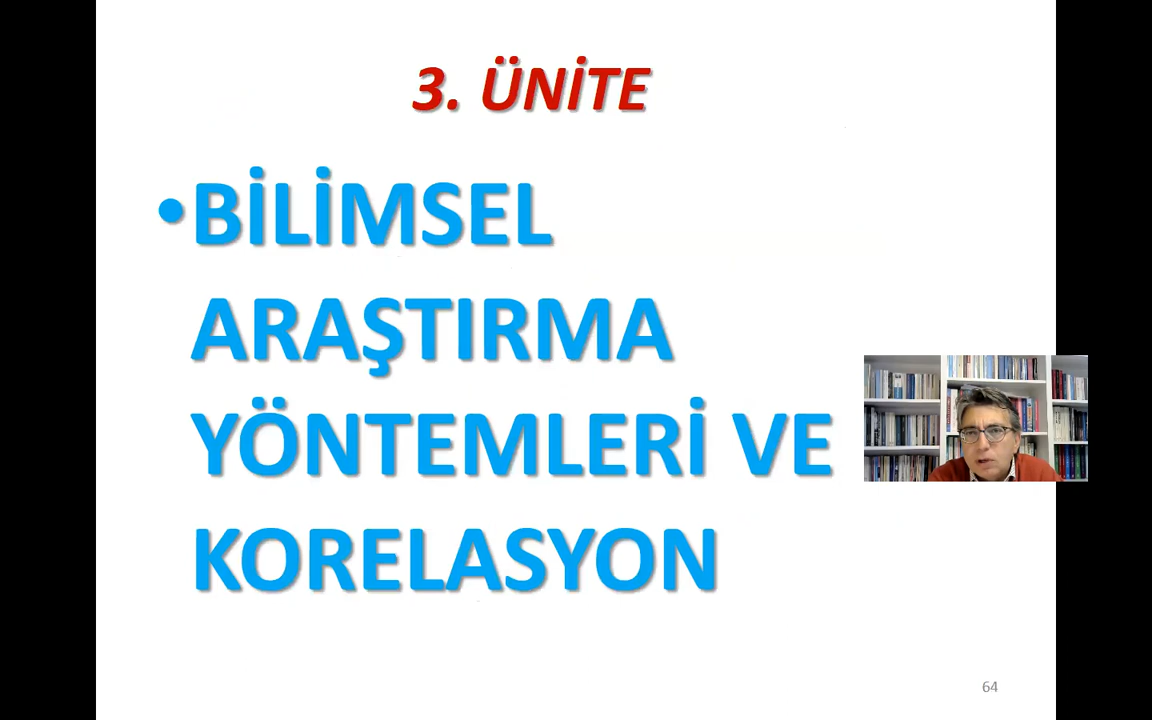 3. ÜNİTE
•BİLİMSEL
ARAŞTIRMA
YÖNTEMLERİ VE
KORELASYON
64